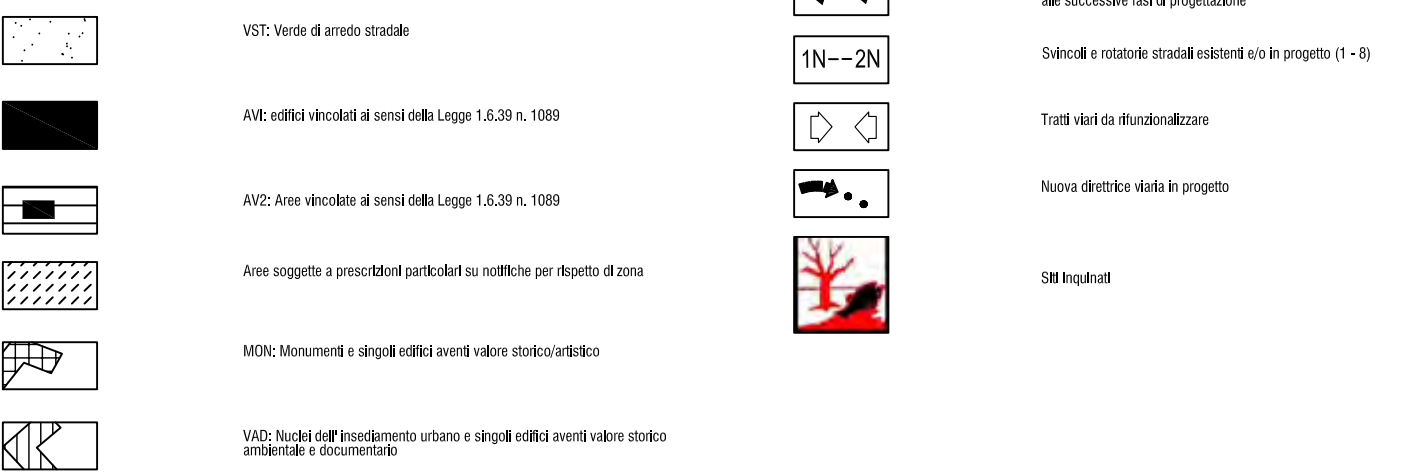 VST: Verde di arredo stradale
AVI: edifici vincolati ai sensi della Legge 1.6.39 n. 1089
AV2: Aree vincolate ai sensi della Legge 1.6.39 n. 1089
Aree soggette a prescrizioni particolari su notifiche per rispetto di zona
MON: Monumenti e singoli edifici aventi valore storico/artistico
VAD: Nuclei dell'insediamento urbano e singoli edifici aventi valore storico
ambientale e documentario
alle successive fasi di progettazione
1N--2N
Svincoli e rotatorie stradali esistenti e/o in progetto (1 - 8)
Tratti viari da rifunzionalizzare
Nuova direttrice viaria in progetto
Siti inquinati